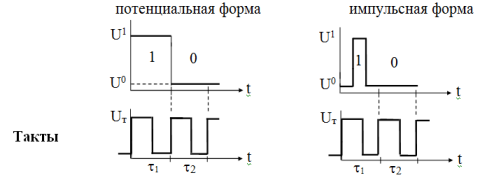 потенциальная форма
импульсная форма
U¹
1
0
U⁰
t
U¹
1
0
U⁰
t
Такты
Uт
τ₁
τ₂
t
Uт
τ₁
τ₂
t